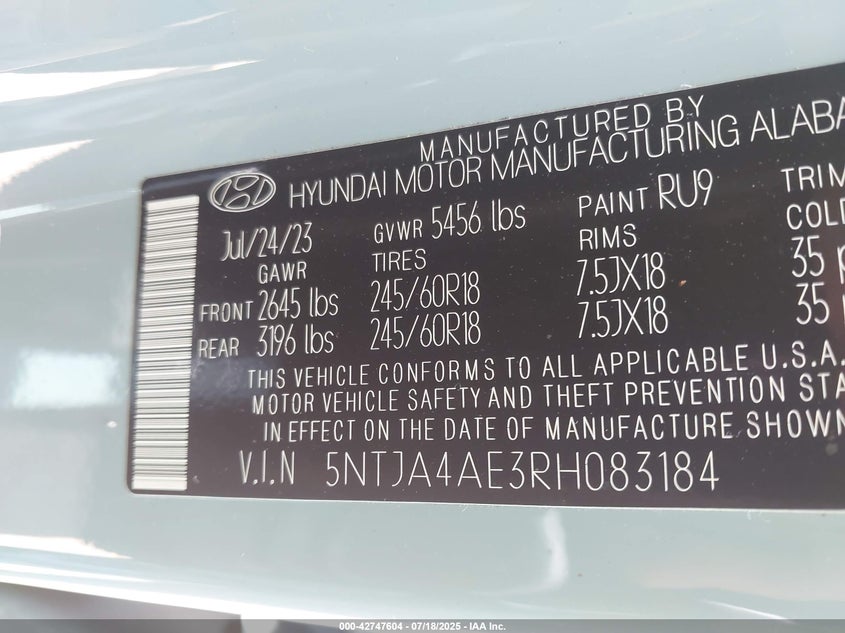 MANUFACTURED BY
HYUNDAI MOTOR MANUFACTURING ALABA
Jul/24/23 GVWR 5456 lbs PAINT RU9 TRIM
GAWR TIRES RIMS COLD
FRONT 2645 lbs 245/60R18 7.5JX18 35 p
REAR 3196 lbs 245/60R18 7.5JX18 35 p
THIS VEHICLE CONFORMS TO ALL APPLICABLE U.S.A.
MOTOR VEHICLE SAFETY AND THEFT PREVENTION STA
IN EFFECT ON THE DATE OF MANUFACTURE SHOWN
V.I.N 5NTJA4AE3RH083184
000-42747604 - 07/18/2025 - IAA Inc.